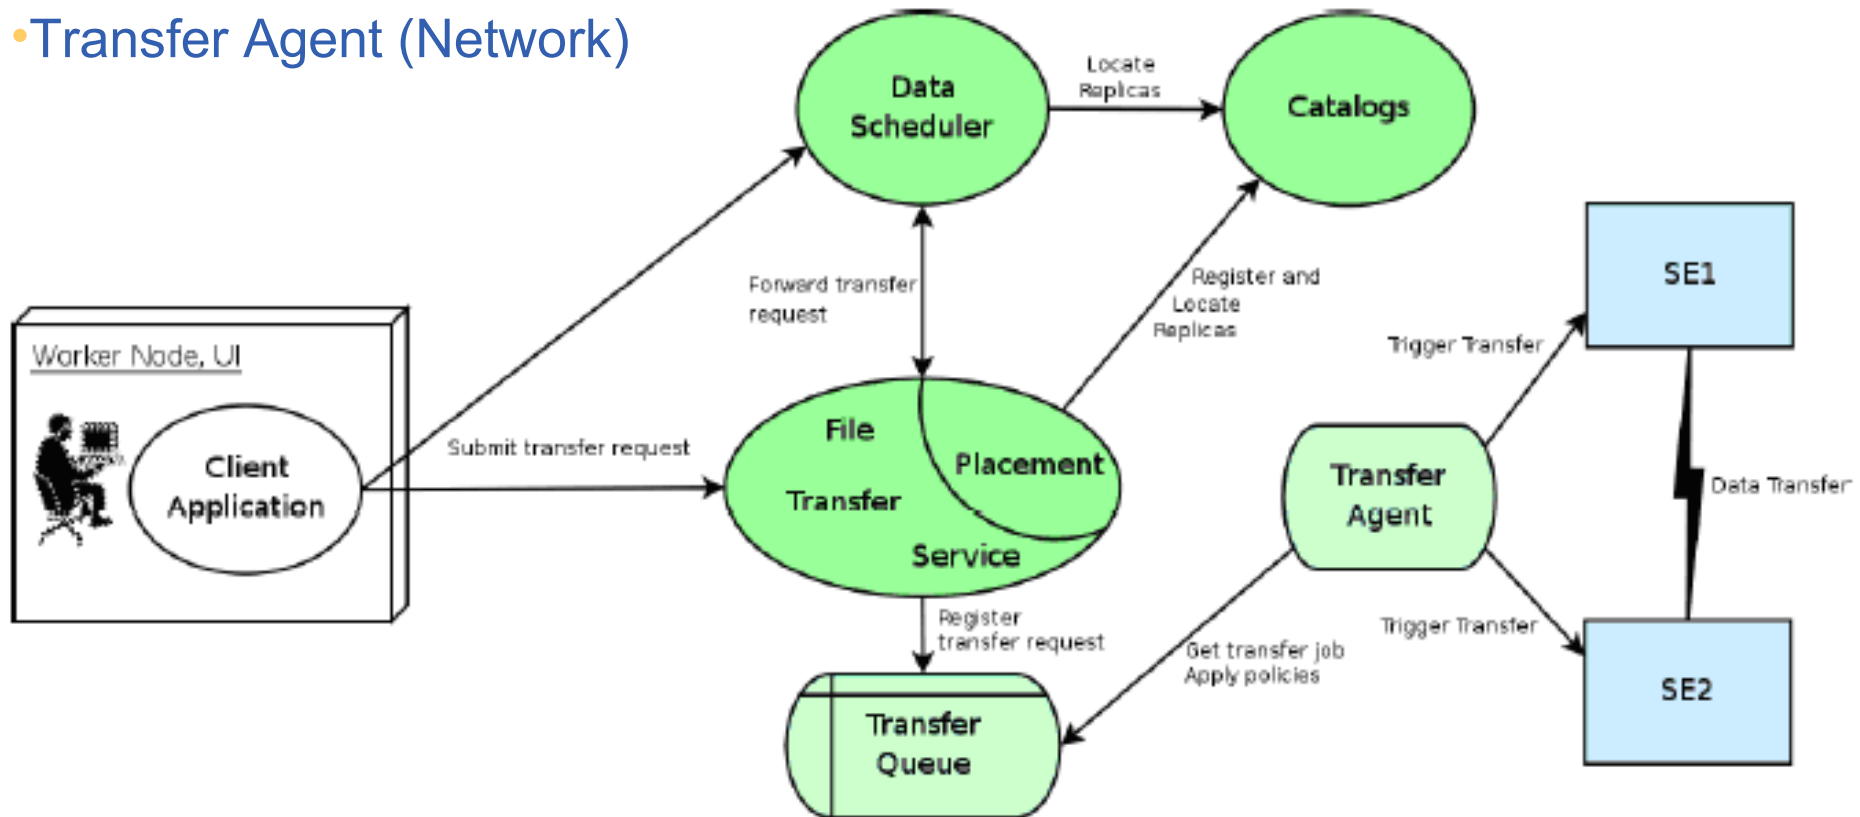 •Transfer Agent (Network)
Data
Scheduler
Locate
Replicas
Catalogs
Forward transfer
request
Register and
Locate
Replicas
SE1
Trigger Transfer
Worker Node, UI
Client
Application
Submit transfer request
File
Placement
Transfer
Service
Transfer
Agent
Data Transfer
Register
transfer request
Get transfer job
Apply policies
Trigger Transfer
SE2
Transfer
Queue